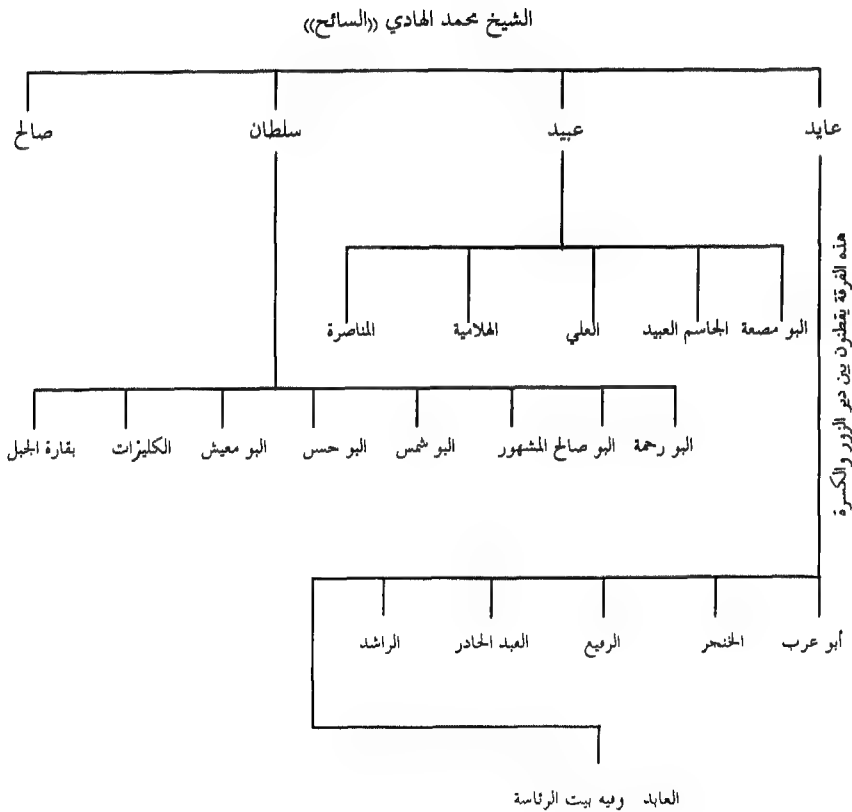 الشيخ محمد الهادي ((السائح))
عايد عبيد سلطان صالح
هذه الفرقة يقطنون بين دير الزور والكسرة
البو مصعة الجاسم العبيد العلي الهلامية المناصرة
البو رحمة البو صالح المشهور البو شمس البو حسن البو معيش الكليزات بقارة الجبل
أبو عرب الخنجر الرفيع العبد الحادر الراشد
العابد وفيه بيت الرئاسة